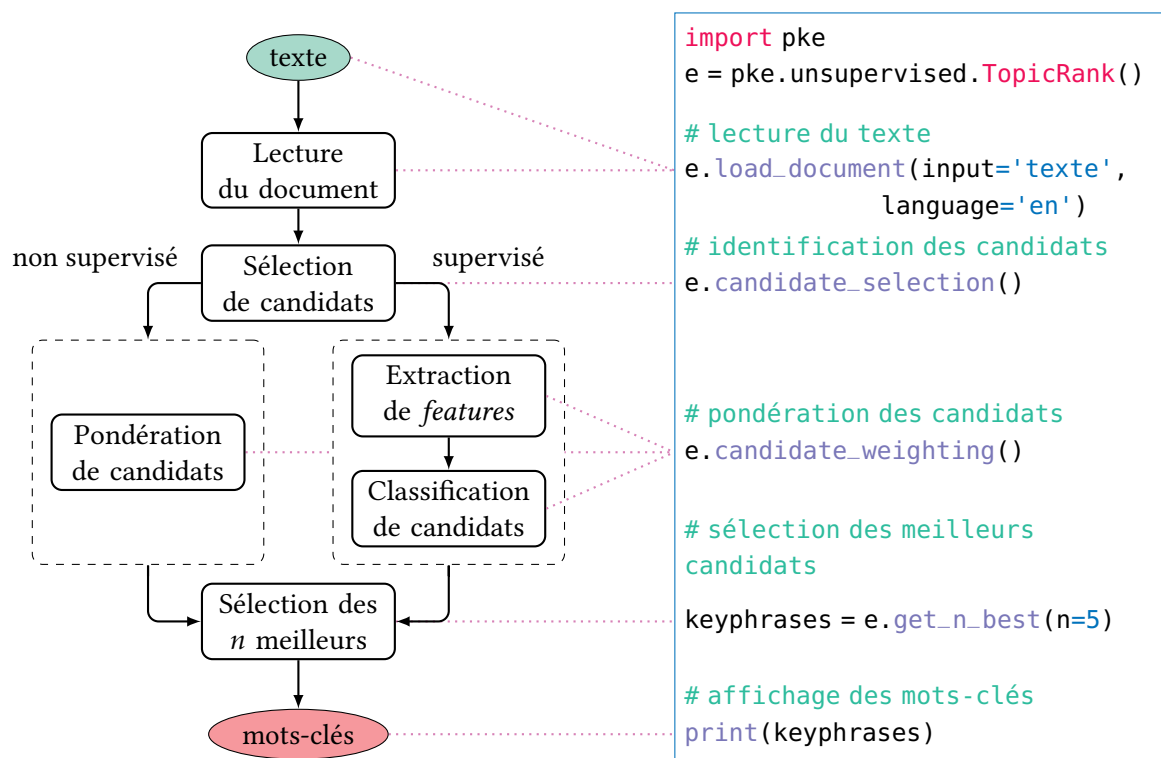 texte
Lecture
du document
non supervisé
Sélection
de candidats
supervisé
Pondération
de candidats
Extraction
de features
Classification
de candidats
Sélection des
n meilleurs
mots-clés
import pke
e = pke.unsupervised.TopicRank()
# lecture du texte
e.load_document(input='texte',
language='en')
# identification des candidats
e.candidate_selection()
# pondération des candidats
e.candidate_weighting()
# sélection des meilleurs
candidats
keyphrases = e.get_n_best(n=5)
# affichage des mots-clés
print(keyphrases)